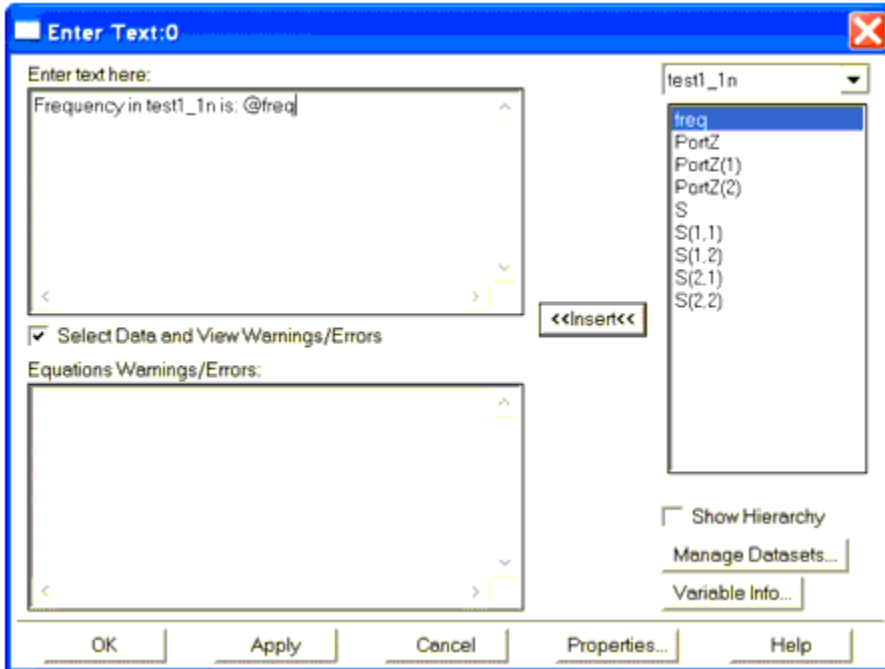 Enter Text:0
Enter text here:
Frequency in test1_1n is: @freq
test1_1n
freq
PortZ
PortZ(1)
PortZ(2)
S
S(1,1)
S(1,2)
S(2,1)
S(2,2)
<<Insert<<
Select Data and View Warnings/Errors
Equations Warnings/Errors:
Show Hierarchy
Manage Datasets...
Variable Info...
OK Apply Cancel Properties... Help